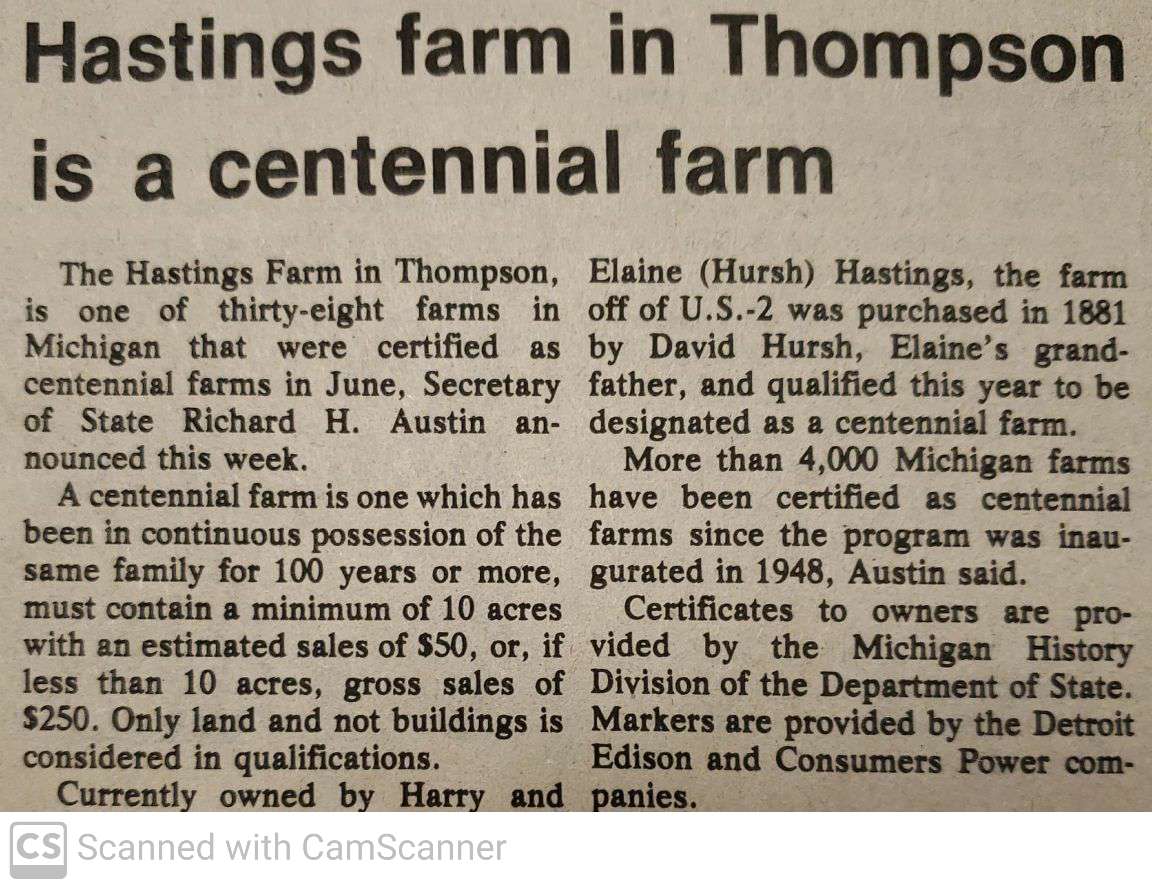 Hastings farm in Thompson
is a centennial farm
The Hastings Farm in Thompson,
is one of thirty-eight farms in
Michigan that were certified as
centennial farms in June, Secretary
of State Richard H. Austin an-
nounced this week.
A centennial farm is one which has
been in continuous possession of the
same family for 100 years or more,
must contain a minimum of 10 acres
with an estimated sales of $50, or, if
less than 10 acres, gross sales of
$250. Only land and not buildings is
considered in qualifications.
Currently owned by Harry and
Elaine (Hursh) Hastings, the farm
off of U.S.-2 was purchased in 1881
by David Hursh, Elaine's grand-
father, and qualified this year to be
designated as a centennial farm.
More than 4,000 Michigan farms
have been certified as centennial
farms since the program was inau-
gurated in 1948, Austin said.
Certificates to owners are pro-
vided by the Michigan History
Division of the Department of State.
Markers are provided by the Detroit
Edison and Consumers Power com-
panies.
CS Scanned with CamScanner